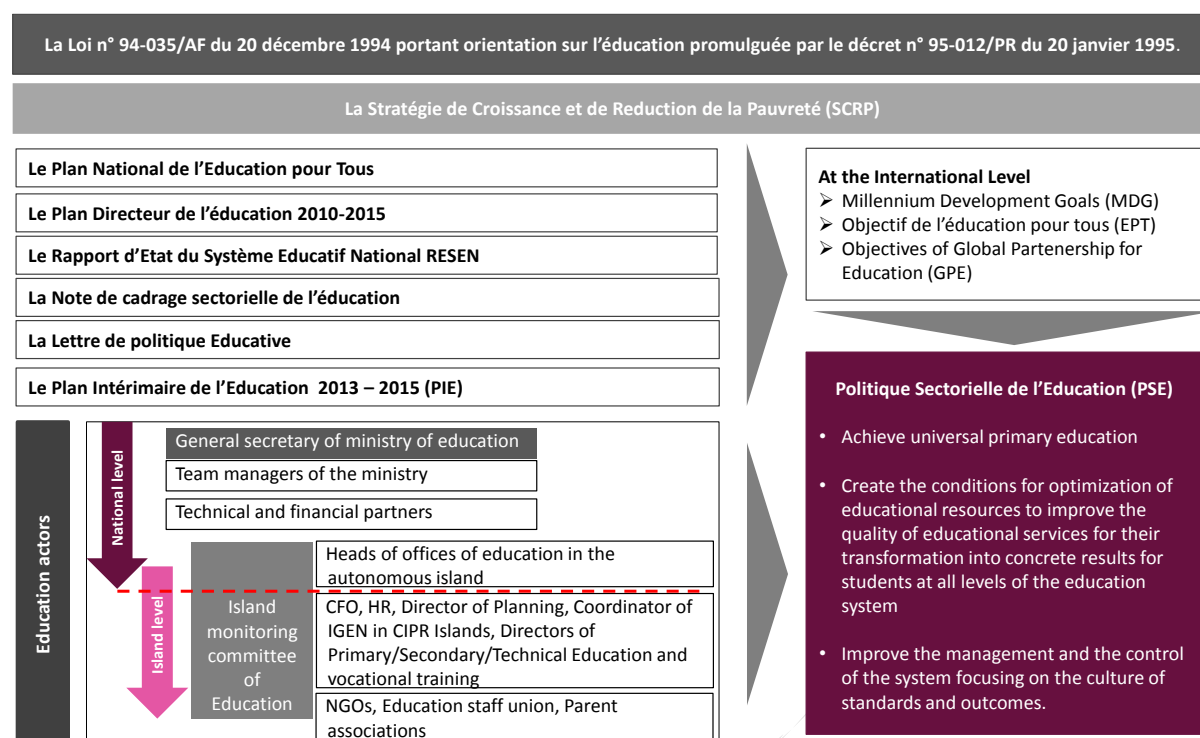 La Loi n° 94-035/AF du 20 décembre 1994 portant orientation sur l’éducation promulguée par le décret n° 95-012/PR du 20 janvier 1995.
La Stratégie de Croissance et de Reduction de la Pauvreté (SCRP)
Le Plan National de l’Education pour Tous
Le Plan Directeur de l’éducation 2010-2015
Le Rapport d’Etat du Système Educatif National RESEN
La Note de cadrage sectorielle de l’éducation
La Lettre de politique Educative
Le Plan Intérimaire de l’Education 2013 – 2015 (PIE)
At the International Level
➢ Millennium Development Goals (MDG)
➢ Objectif de l’éducation pour tous (EPT)
➢ Objectives of Global Partenership for
Education (GPE)
Education actors
National level
Island level
General secretary of ministry of education
Team managers of the ministry
Technical and financial partners
Island
monitoring
committee
of
Education
Heads of offices of education in the
autonomous island
CFO, HR, Director of Planning, Coordinator of
IGEN in CIPR Islands, Directors of
Primary/Secondary/Technical Education and
vocational training
NGOs, Education staff union, Parent
associations
Politique Sectorielle de l’Education (PSE)
• Achieve universal primary education
• Create the conditions for optimization of
educational resources to improve the
quality of educational services for their
transformation into concrete results for
students at all levels of the education
system
• Improve the management and the control
of the system focusing on the culture of
standards and outcomes.